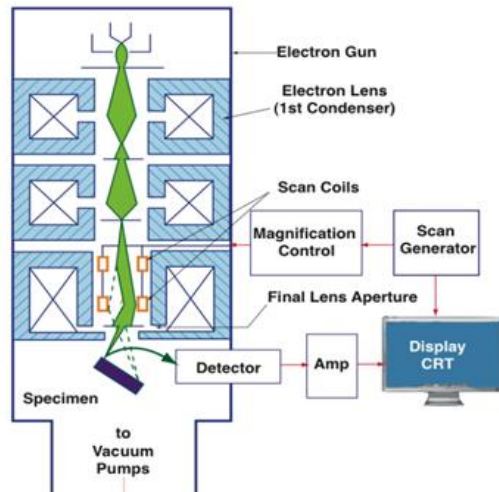 Electron Gun
Electron Lens
(1st Condenser)
Scan Coils
Magnification
Control
Scan
Generator
Final Lens Aperture
Display
CRT
Detector
Amp
Specimen
to
Vacuum
Pumps